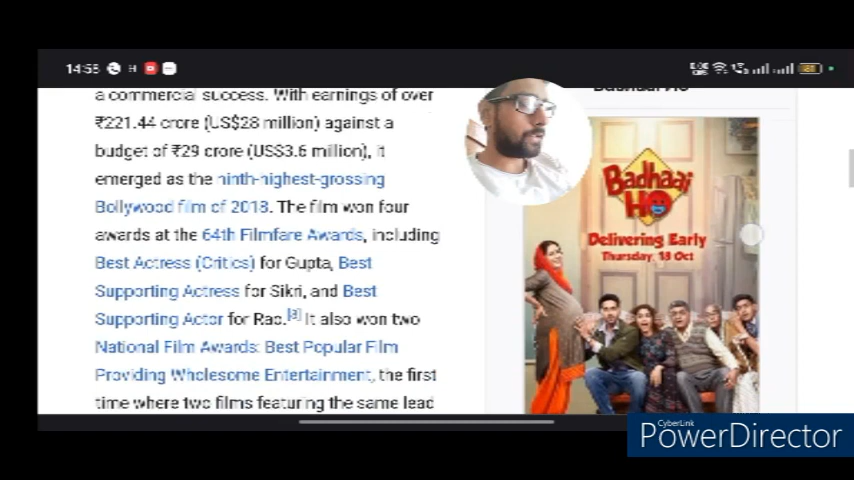 14:58
a commercial success. With earnings of over
₹221.44 crore (US$28 million) against a
budget of ₹29 crore (US$3.6 million), it
emerged as the ninth-highest-grossing
Bollywood film of 2018. The film won four
awards at the 64th Filmfare Awards, including
Best Actress (Critics) for Gupta, Best
Supporting Actress for Sikri, and Best
Supporting Actor for Rao.[8] It also won two
National Film Awards: Best Popular Film
Providing Wholesome Entertainment, the first
time where two films featuring the same lead
Badhaai Ho
Badhaai
HO
Delivering Early
Thursday, 18 Oct
CyberLink
PowerDirector